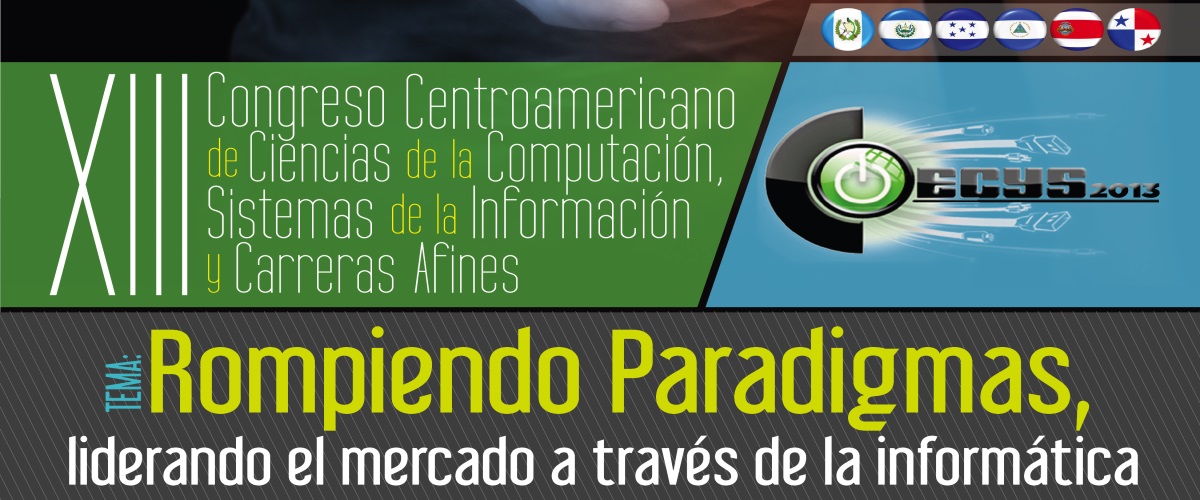 XIII
Congreso Centroamericano
de Ciencias de la Computación,
Sistemas de la Información
y Carreras Afines
COECYS 2013
TEMA:
Rompiendo Paradigmas,
liderando el mercado a través de la informática